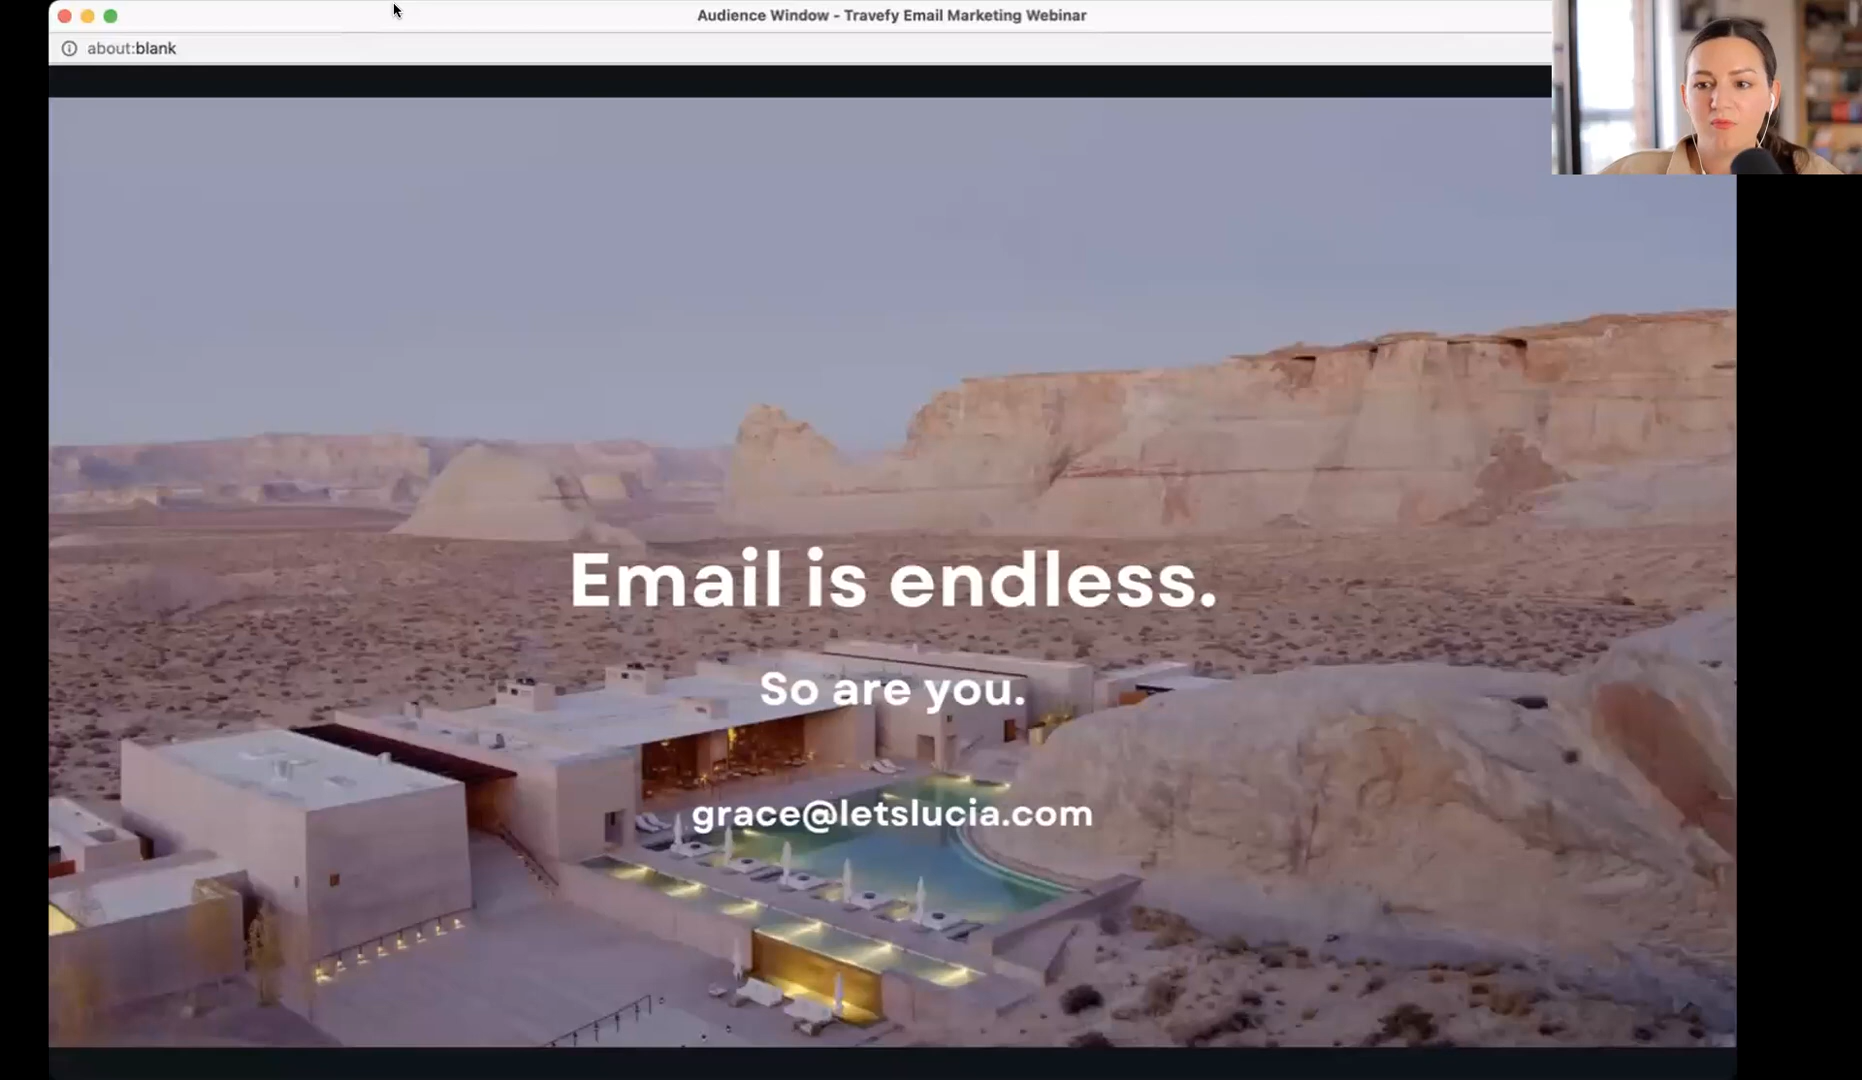 Audience Window - Travefy Email Marketing Webinar
about:blank
Email is endless.
So are you.
grace@letslucia.com